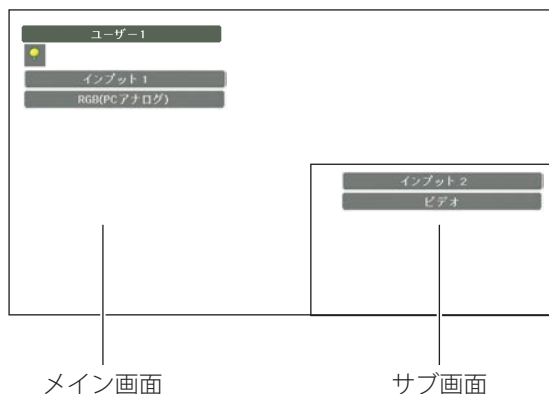 ユーザー1
インプット 1
RGB(PCアナログ)
インプット 2
ビデオ
メイン画面
サブ画面